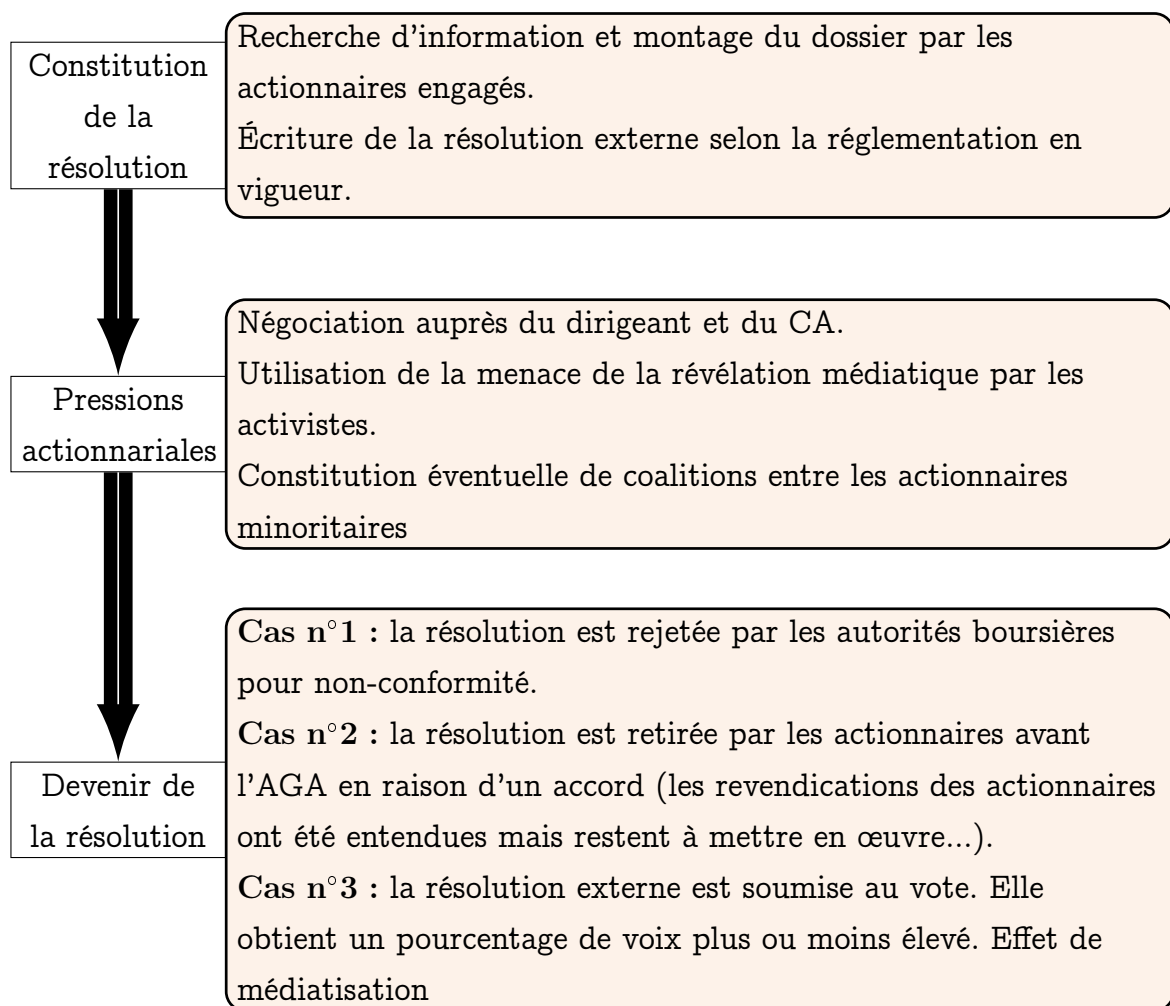 Constitution
de la
résolution
Recherche d'information et montage du dossier par les
actionnaires engagés.
Écriture de la résolution externe selon la réglementation en
vigueur.
Pressions
actionnariales
Négociation auprès du dirigeant et du CA.
Utilisation de la menace de la révélation médiatique par les
activistes.
Constitution éventuelle de coalitions entre les actionnaires
minoritaires
Devenir de
la résolution
Cas n°1 : la résolution est rejetée par les autorités boursières
pour non-conformité.
Cas n°2 : la résolution est retirée par les actionnaires avant
l'AGA en raison d'un accord (les revendications des actionnaires
ont été entendues mais restent à mettre en œuvre...).
Cas n°3 : la résolution externe est soumise au vote. Elle
obtient un pourcentage de voix plus ou moins élevé. Effet de
médiatisation